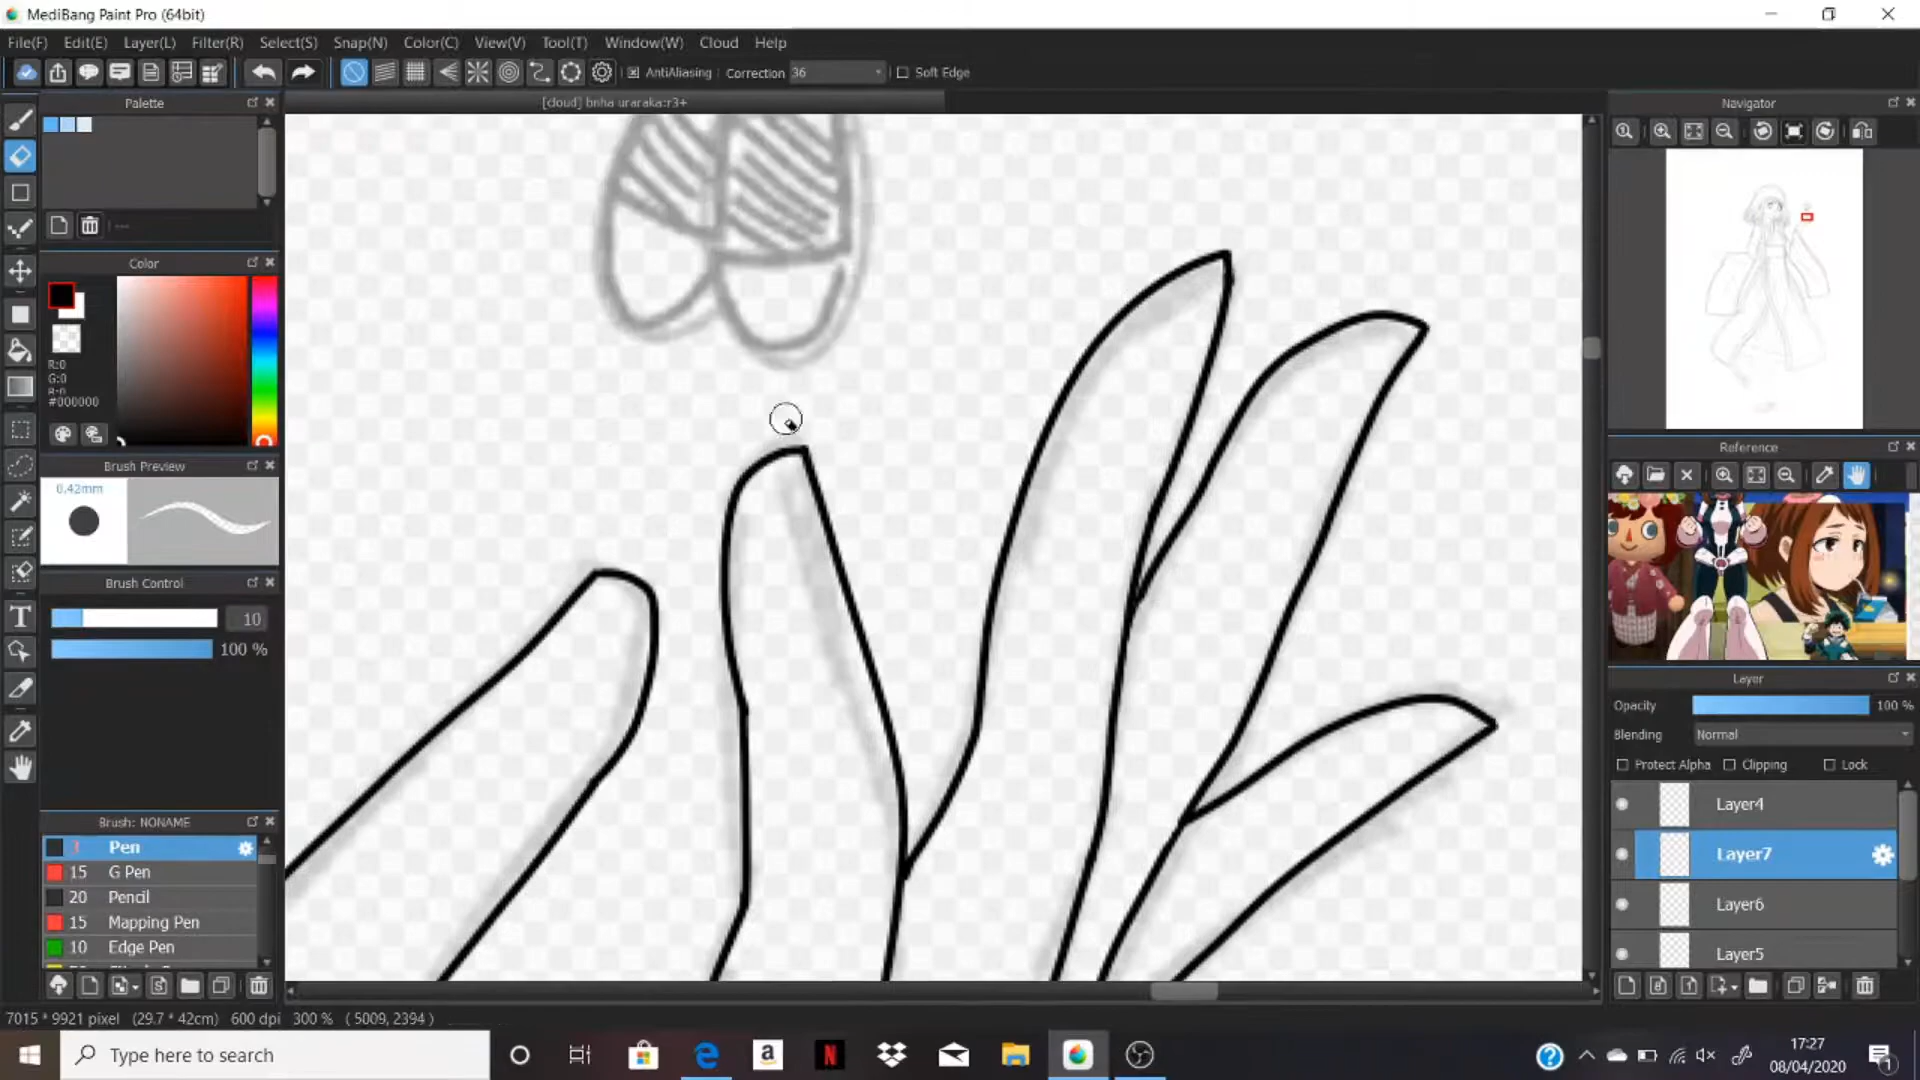 MediBang Paint Pro (64bit)
File(F) Edit(E) Layer(L) Filter(R) Select(S) Snap(N) Color(C) View(V) Tool(T) Window(W) Cloud Help
AntiAliasing Correction 36 Soft Edge
Palette
[cloud] bnha uraraka:r3+
Navigator
Color
R:0
G:0
#000000
Brush Preview
0.42mm
Brush Control
10
100 %
Brush: NONAME
Pen
15 G Pen
20 Pencil
15 Mapping Pen
10 Edge Pen
Reference
Layer
Opacity 100 %
Blending Normal
Protect Alpha Clipping Lock
Layer4
Layer7
Layer6
Layer5
7015 * 9921 pixel (29.7 * 42cm) 600 dpi 300 % ( 5009, 2394 )
Type here to search
17:27
08/04/2020